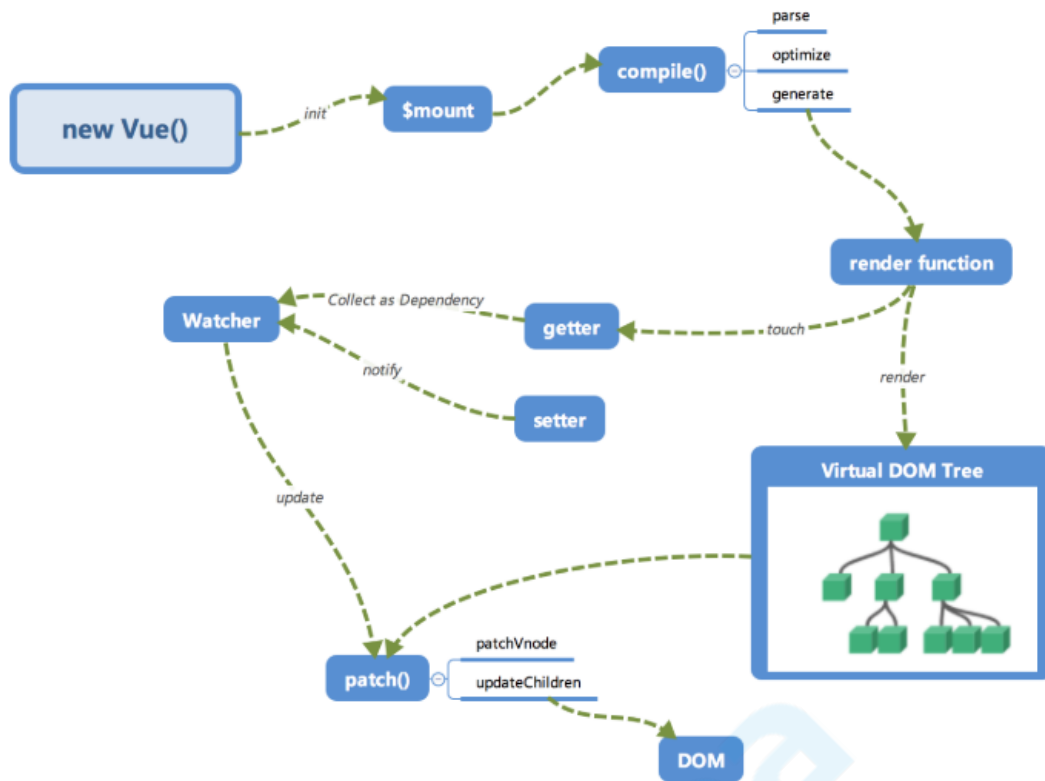 parse
compile()
optimize
generate
new Vue()
init
$mount
render function
Collect as Dependency
Watcher
getter
touch
notify
render
setter
Virtual DOM Tree
update
patchVnode
patch()
updateChildren
DOM